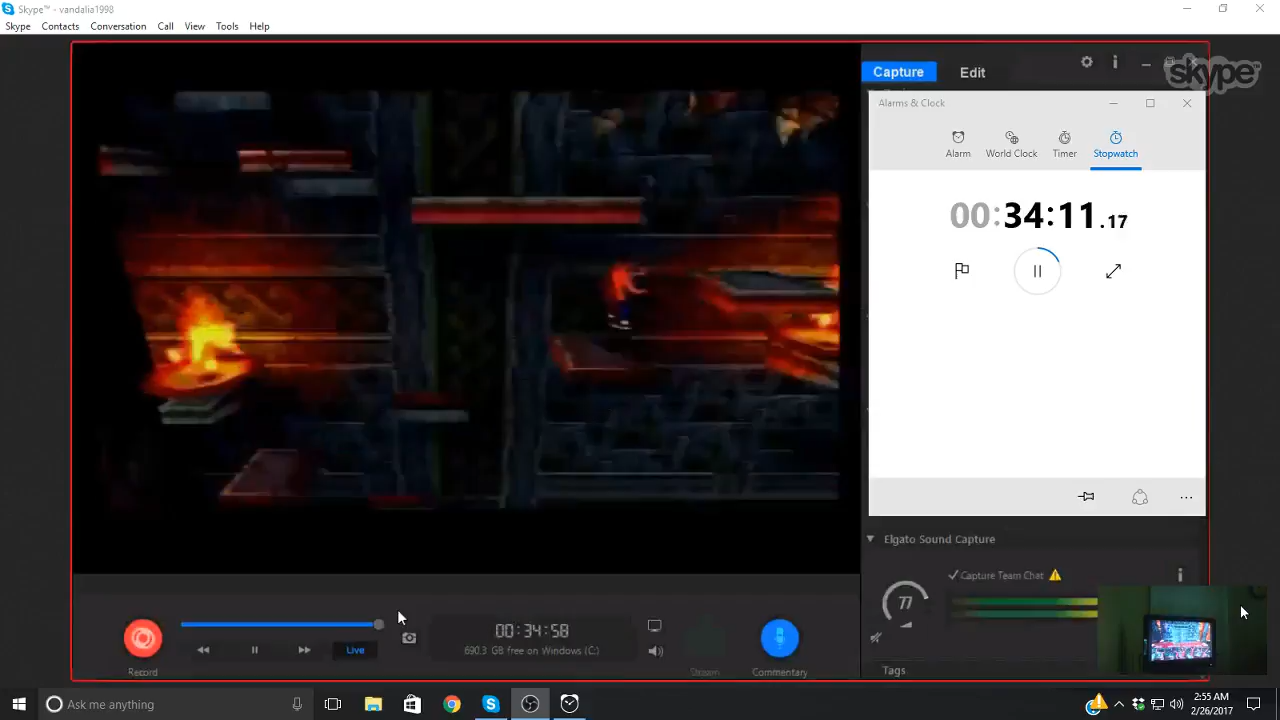 Skype™ - vandalia1998
Skype Contacts Conversation Call View Tools Help
Capture Edit
skype™
Alarms & Clock
Alarm World Clock Timer Stopwatch
00:34:11.17
Elgato Sound Capture
Capture Team Chat
77
00:34:58
690.3 GB free on Windows (C:)
Live
Record
Stream
Commentary
Tags
Ask me anything
2:55 AM
2/26/2017